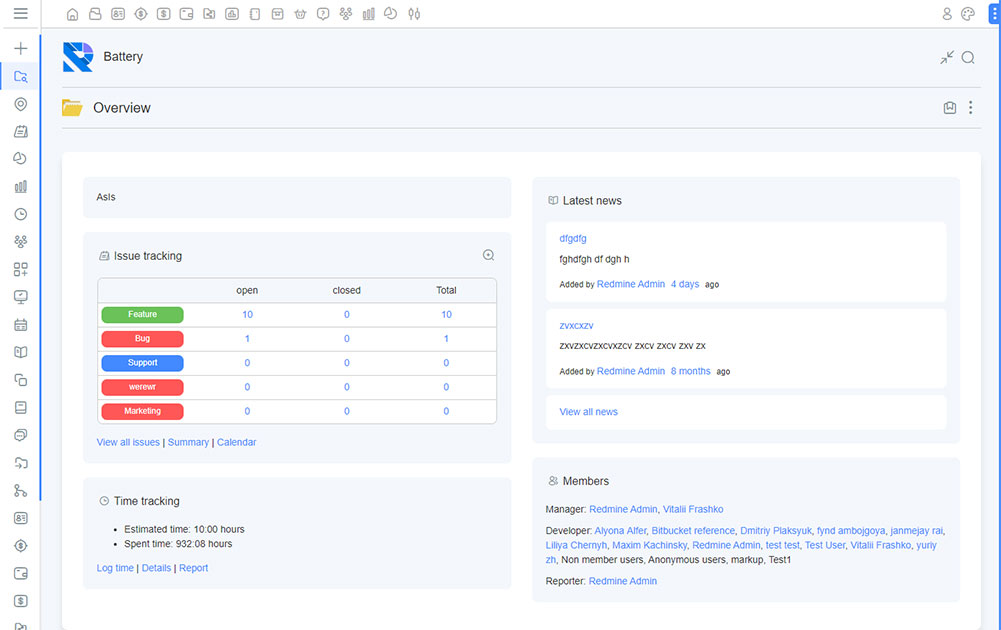 Battery
Overview
Asis
Issue tracking
open closed Total
Feature 10 0 10
Bug 1 0 1
Support 0 0 0
werewr 0 0 0
Marketing 0 0 0
View all issues | Summary | Calendar
Time tracking
• Estimated time: 10:00 hours
• Spent time: 932:08 hours
Log time | Details | Report
Latest news
dfgdfg
fghdfgh df dgh h
Added by Redmine Admin 4 days ago
zvxcxzv
zxvzxcvzxcvxzcv zxcv zxcv zxv zx
Added by Redmine Admin 8 months ago
View all news
Members
Manager: Redmine Admin, Vitalii Frashko
Developer: Alyona Alfer, Bitbucket reference, Dmitriy Plaksyuk, fynd ambojgoya, janmejay rai,
Liliya Chernyh, Maxim Kachinsky, Redmine Admin, test test, Test User, Vitalii Frashko, yuriy
zh, Non member users, Anonymous users, markup, Test1
Reporter: Redmine Admin